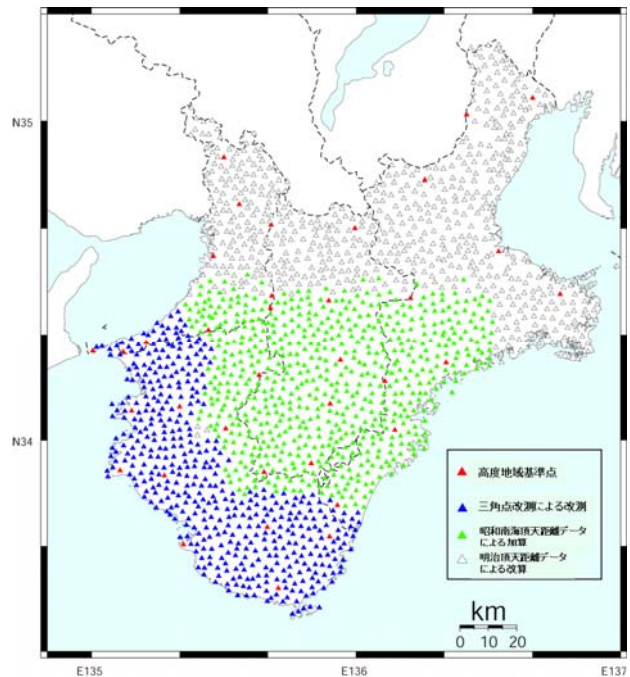 N35
N34
高度地域基準点
三角点改測による改測
昭和南海頂天距離データ
による加算
明治頂天距離データ
による改算
km
0 10 20
E135
E136
E137